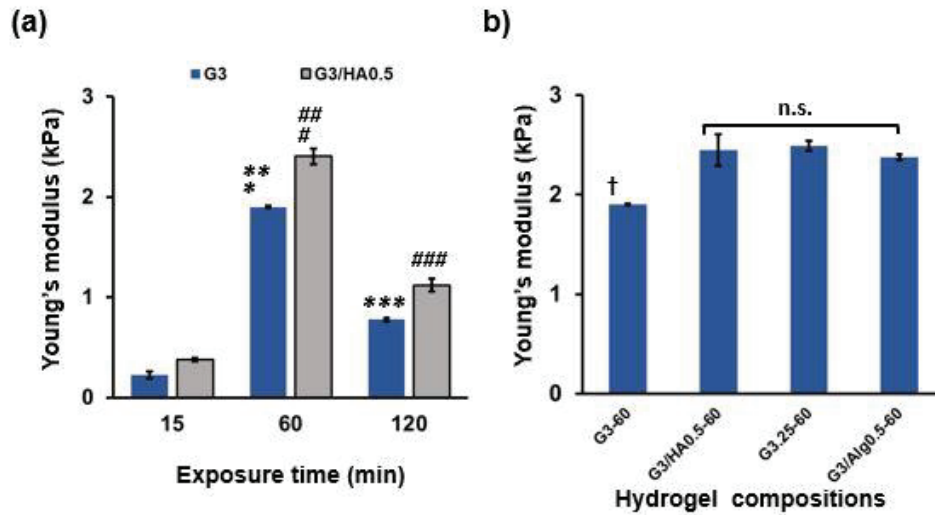 (a)
G3 G3/HA0.5
Young's modulus (kPa)
3
2
1
0
**
*
##
#
***
###
15 60 120
Exposure time (min)
b)
Young's modulus (kPa)
3
2
1
0
n.s.
†
G3-60
G3/HA0.5-60
G3.25-60
G3/Alg0.5-60
Hydrogel compositions